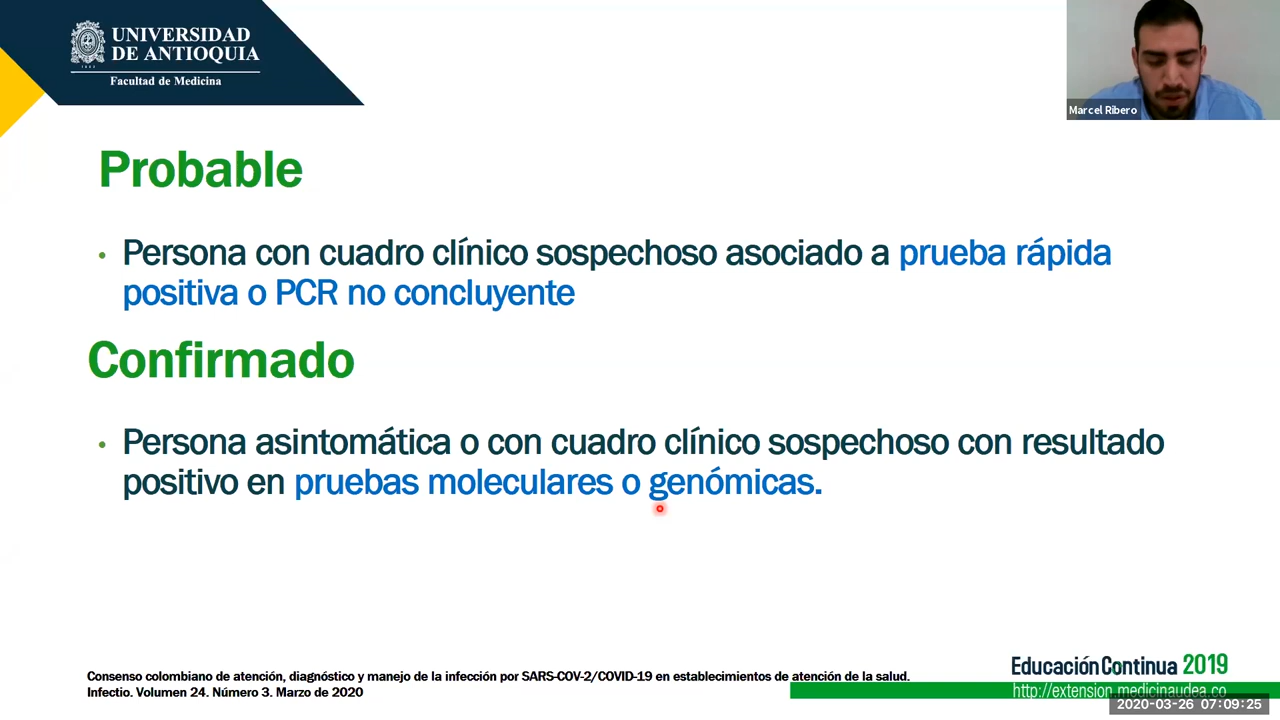 UNIVERSIDAD
DE ANTIOQUIA
1803
Facultad de Medicina
Marcel Ribero
Probable
• Persona con cuadro clínico sospechoso asociado a prueba rápida
positiva o PCR no concluyente
Confirmado
• Persona asintomática o con cuadro clínico sospechoso con resultado
positivo en pruebas moleculares o genómicas.
Consenso colombiano de atención, diagnóstico y manejo de la infección por SARS-COV-2/COVID-19 en establecimientos de atención de la salud.
Infectio. Volumen 24. Número 3. Marzo de 2020
Educación Continua 2019
http://extension.medicinaudea.co
2020-03-26 07:09:25